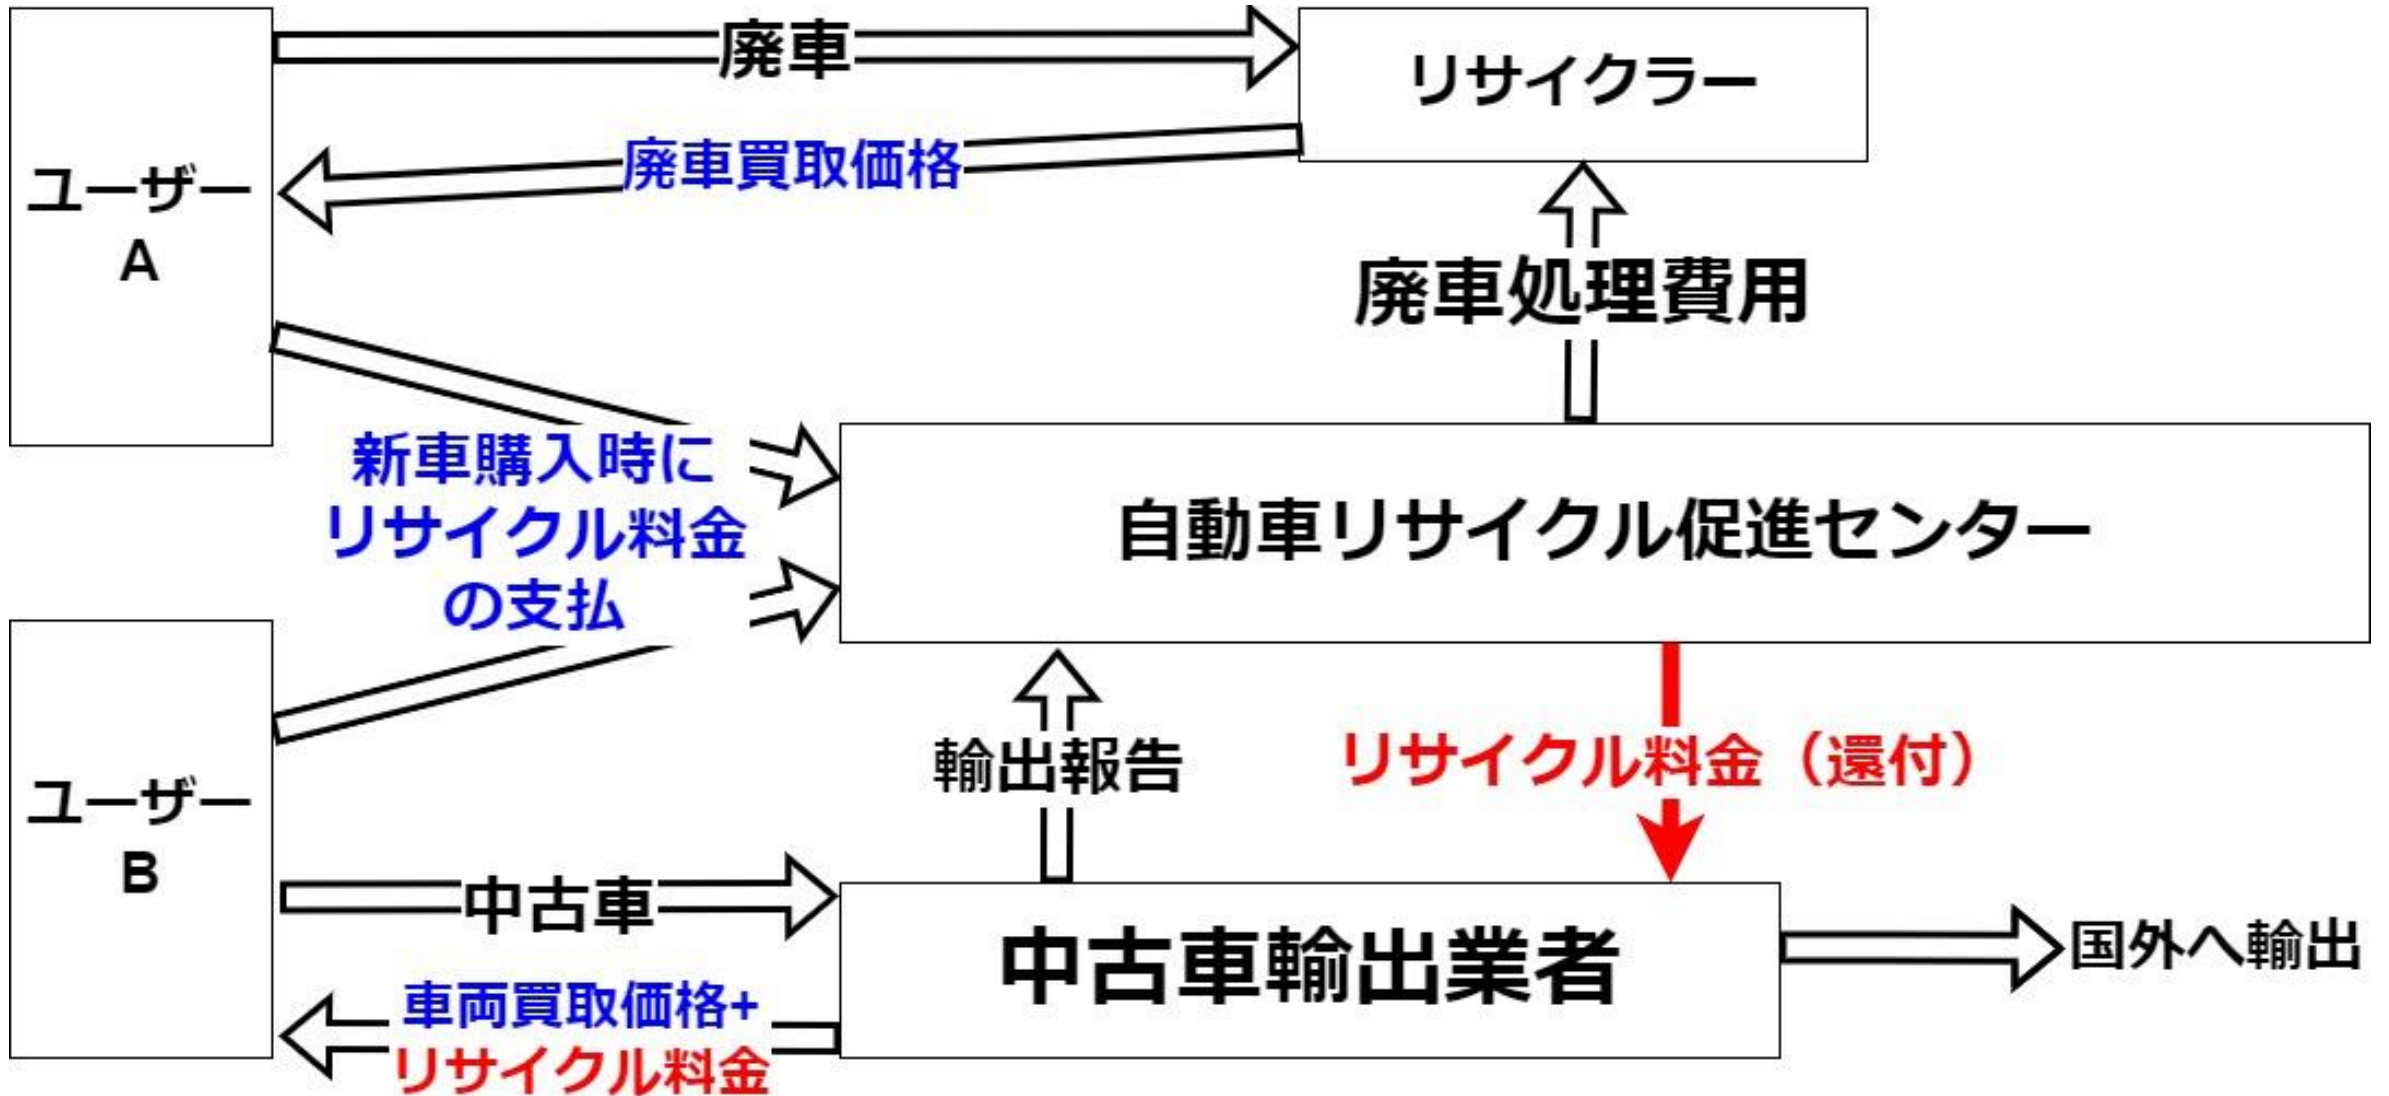 廃車
リサイクラー
廃車買取価格
ユーザー
A
廃車処理費用
新車購入時に
リサイクル料金
の支払
自動車リサイクル促進センター
輸出報告
リサイクル料金（還付）
ユーザー
B
中古車
中古車輸出業者
国外へ輸出
車両買取価格+
リサイクル料金